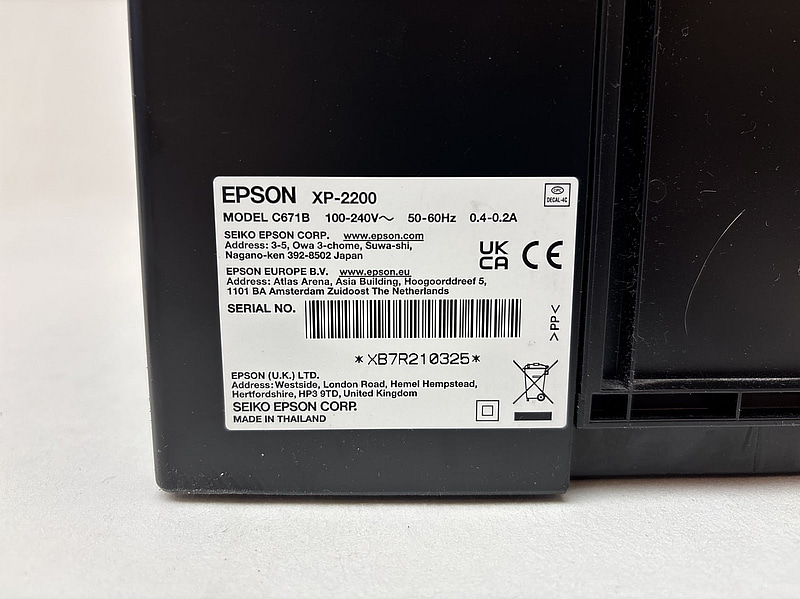 EPSON XP-2200
CPC
DECAL-4C
MODEL C671B 100-240V～ 50-60Hz 0.4-0.2A
SEIKO EPSON CORP. www.epson.com
Address: 3-5, Owa 3-chome, Suwa-shi,
Nagano-ken 392-8502 Japan
UK
CA
CE
EPSON EUROPE B.V. www.epson.eu
Address: Atlas Arena, Asia Building, Hoogoorddreef 5,
1101 BA Amsterdam Zuidoost The Netherlands
SERIAL NO.
>PP<
*XB7R210325*
EPSON (U.K.) LTD.
Address: Westside, London Road, Hemel Hempstead,
Hertfordshire, HP3 9TD, United Kingdom
SEIKO EPSON CORP.
MADE IN THAILAND